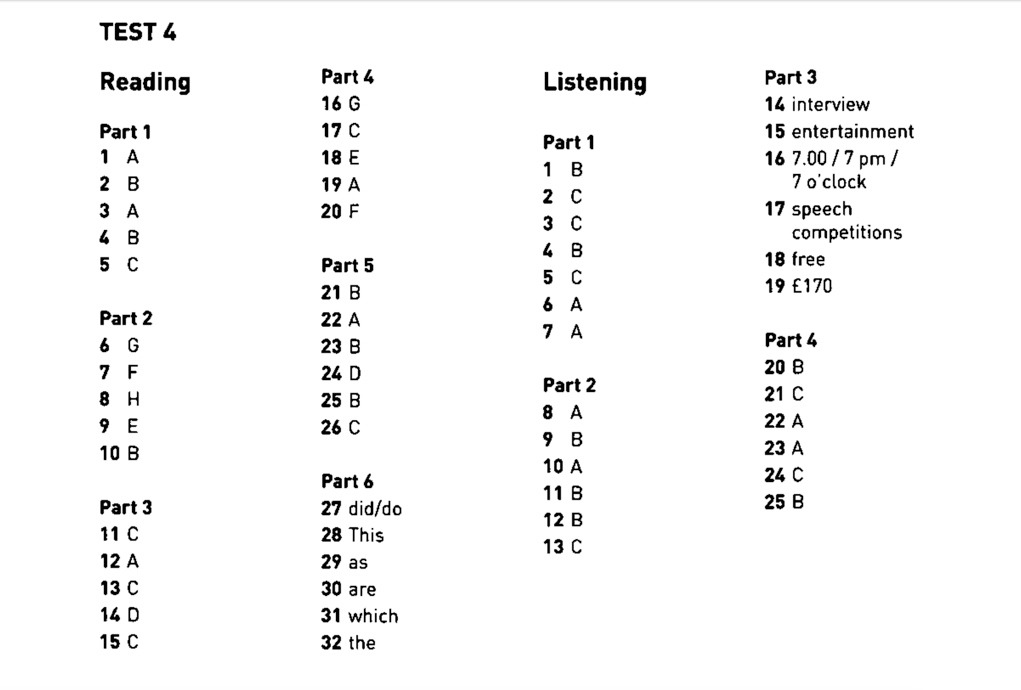 TEST 4
Reading
Part 1
1 A
2 B
3 A
4 B
5 C
Part 2
6 G
7 F
8 H
9 E
10 B
Part 3
11 C
12 A
13 C
14 D
15 C
Part 4
16 G
17 C
18 E
19 A
20 F
Part 5
21 B
22 A
23 B
24 D
25 B
26 C
Part 6
27 did/do
28 This
29 as
30 are
31 which
32 the
Listening
Part 1
1 B
2 C
3 C
4 B
5 C
6 A
7 A
Part 2
8 A
9 B
10 A
11 B
12 B
13 C
Part 3
14 interview
15 entertainment
16 7.00 / 7 pm /
7 o'clock
17 speech
competitions
18 free
19 £170
Part 4
20 B
21 C
22 A
23 A
24 C
25 B